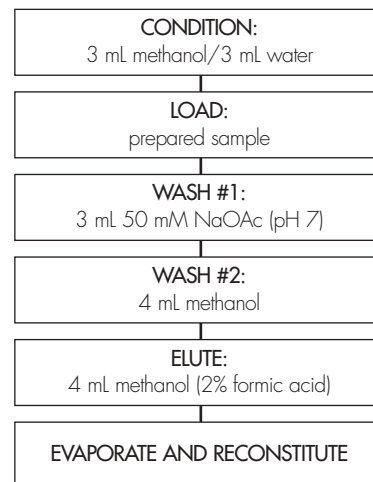 CONDITION:
3 mL methanol/3 mL water
LOAD:
prepared sample
WASH #1:
3 mL 50 mM NaOAc (pH 7)
WASH #2:
4 mL methanol
ELUTE:
4 mL methanol (2% formic acid)
EVAPORATE AND RECONSTITUTE